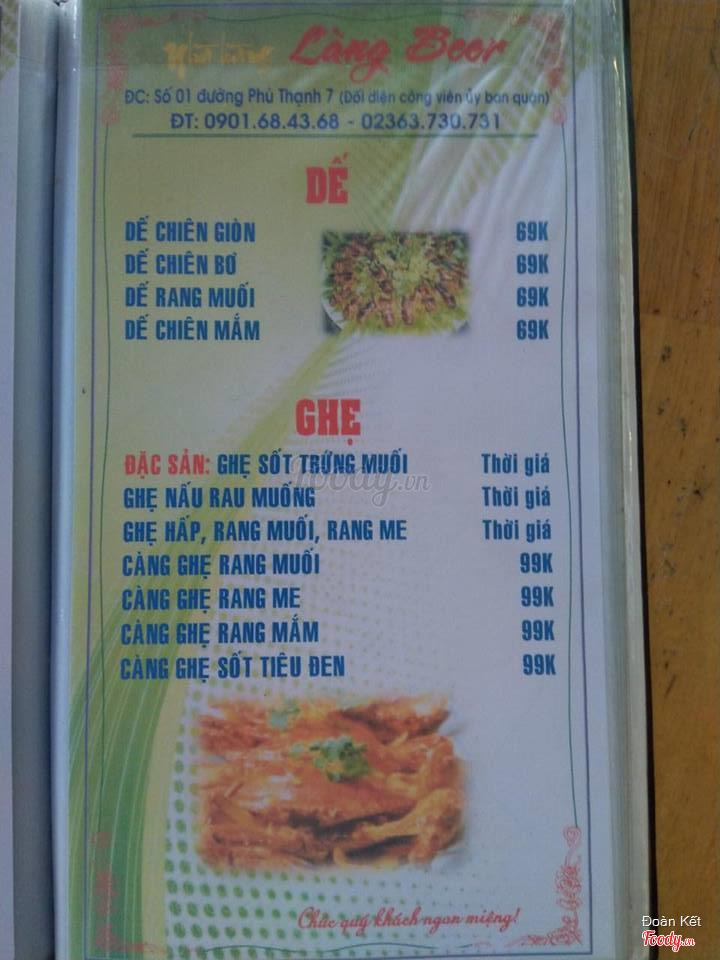 Nhà hàng Làng Beer
ĐC: Số 01 đường Phú Thạnh 7 (Đối diện công viên ủy ban quận)
ĐT: 0901.68.43.68 - 02363.730.731
DẾ
DẾ CHIÊN GIÒN 69K
DẾ CHIÊN BƠ 69K
DẾ RANG MUỐI 69K
DẾ CHIÊN MẮM 69K
GHẸ
ĐẶC SẢN: GHẸ SỐT TRỨNG MUỐI Thời giá
GHẸ NẤU RAU MUỐNG Thời giá
GHẸ HẤP, RANG MUỐI, RANG ME Thời giá
CÀNG GHẸ RANG MUỐI 99K
CÀNG GHẸ RANG ME 99K
CÀNG GHẸ RANG MẮM 99K
CÀNG GHẸ SỐT TIÊU ĐEN 99K
Chúc quý khách ngon miệng!
foody.vn
Đoàn Kết
Foody.vn